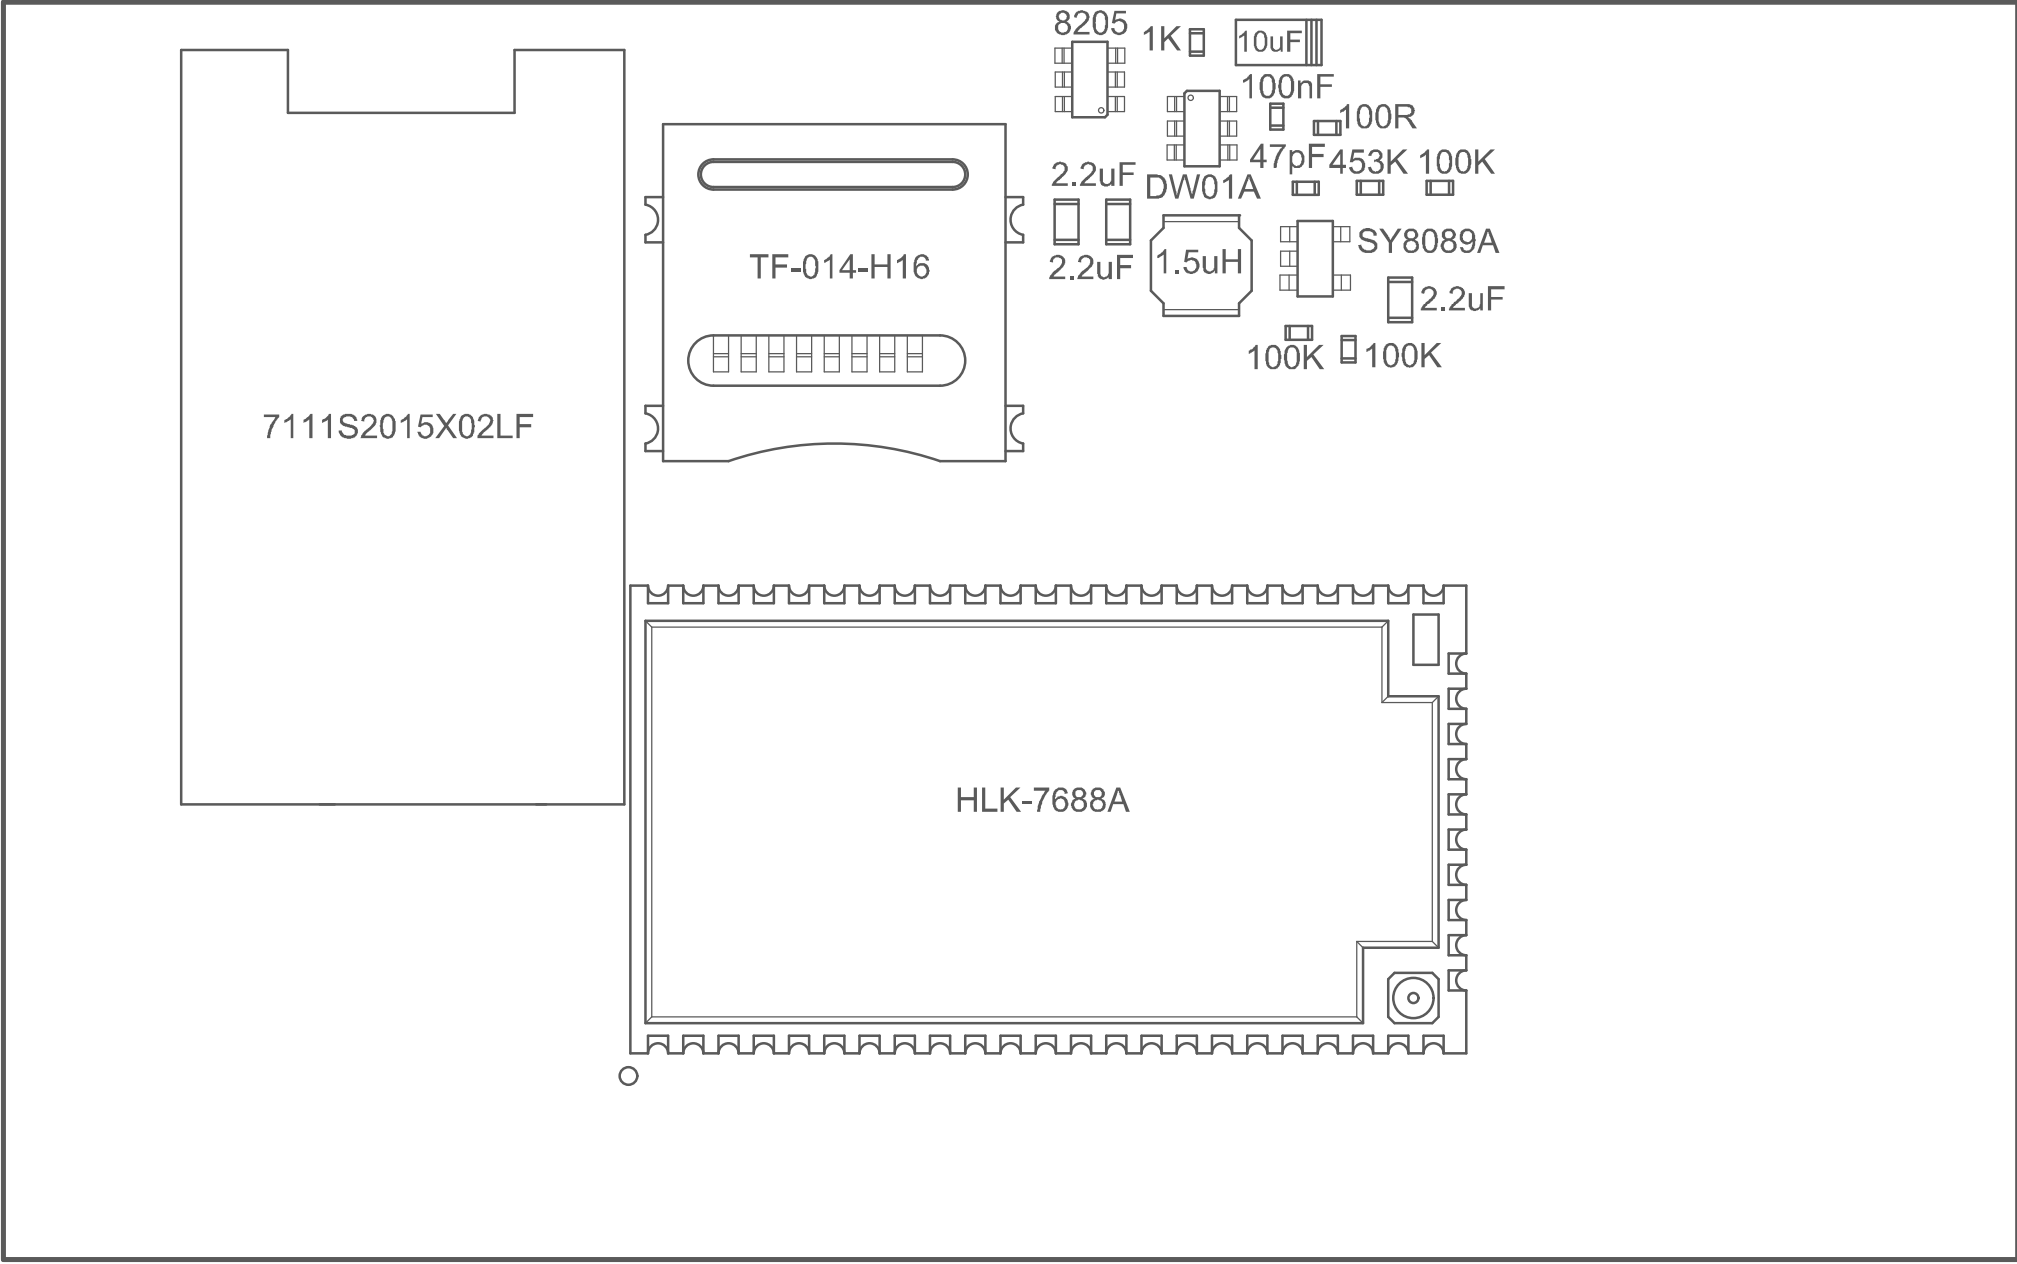 8205
1K
10uF
100nF
100R
47pF
453K
100K
2.2uF
DW01A
SY8089A
TF-014-H16
2.2uF
1.5uH
2.2uF
100K
100K
7111S2015X02LF
HLK-7688A